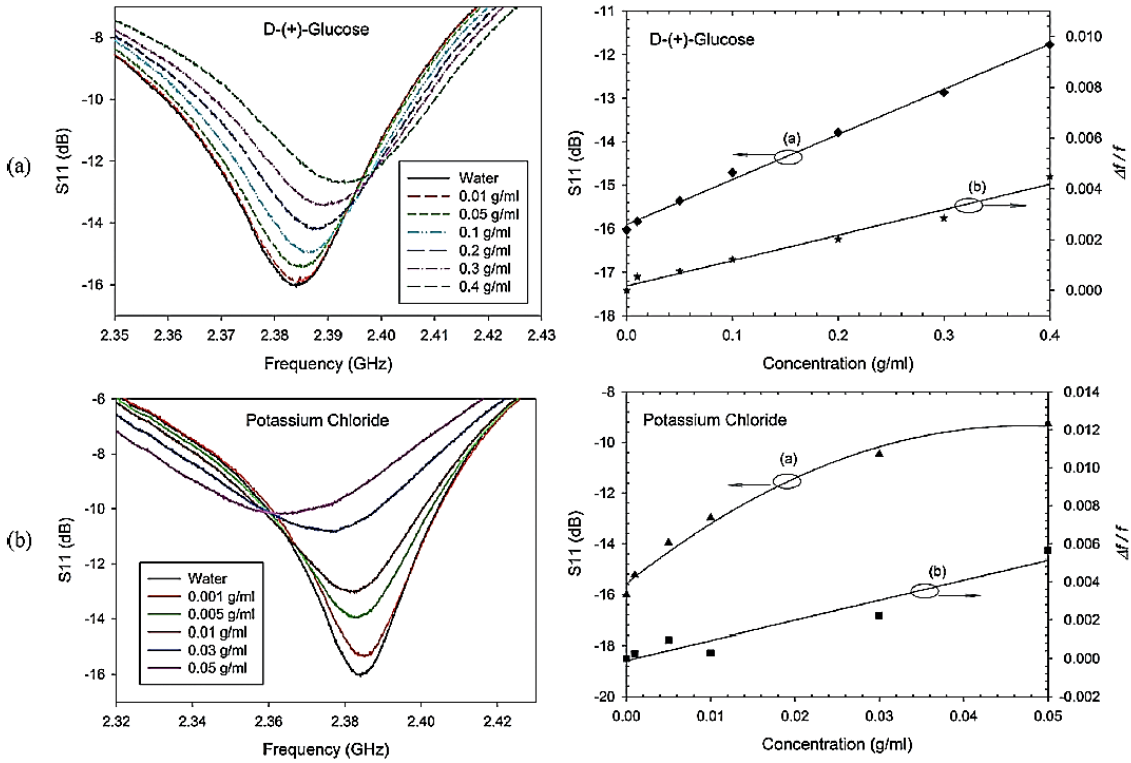 (a)
D-(+)-Glucose
-8
-10
-12
-14
-16
S11 (dB)
Water
0.01 g/ml
0.05 g/ml
0.1 g/ml
0.2 g/ml
0.3 g/ml
0.4 g/ml
2.35 2.36 2.37 2.38 2.39 2.40 2.41 2.42 2.43
Frequency (GHz)
D-(+)-Glucose
-11
-12
-13
-14
-15
-16
-17
-18
S11 (dB)
(a)
(b)
0.010
0.008
0.006
0.004
0.002
0.000
Δf / f
0.0 0.1 0.2 0.3 0.4
Concentration (g/ml)
(b)
Potassium Chloride
-6
-8
-10
-12
-14
-16
S11 (dB)
Water
0.001 g/ml
0.005 g/ml
0.01 g/ml
0.03 g/ml
0.05 g/ml
2.32 2.34 2.36 2.38 2.40 2.42
Frequency (GHz)
Potassium Chloride
-8
-10
-12
-14
-16
-18
-20
S11 (dB)
(a)
(b)
0.014
0.012
0.010
0.008
0.006
0.004
0.002
0.000
-0.002
Δf / f
0.00 0.01 0.02 0.03 0.04 0.05
Concentration (g/ml)